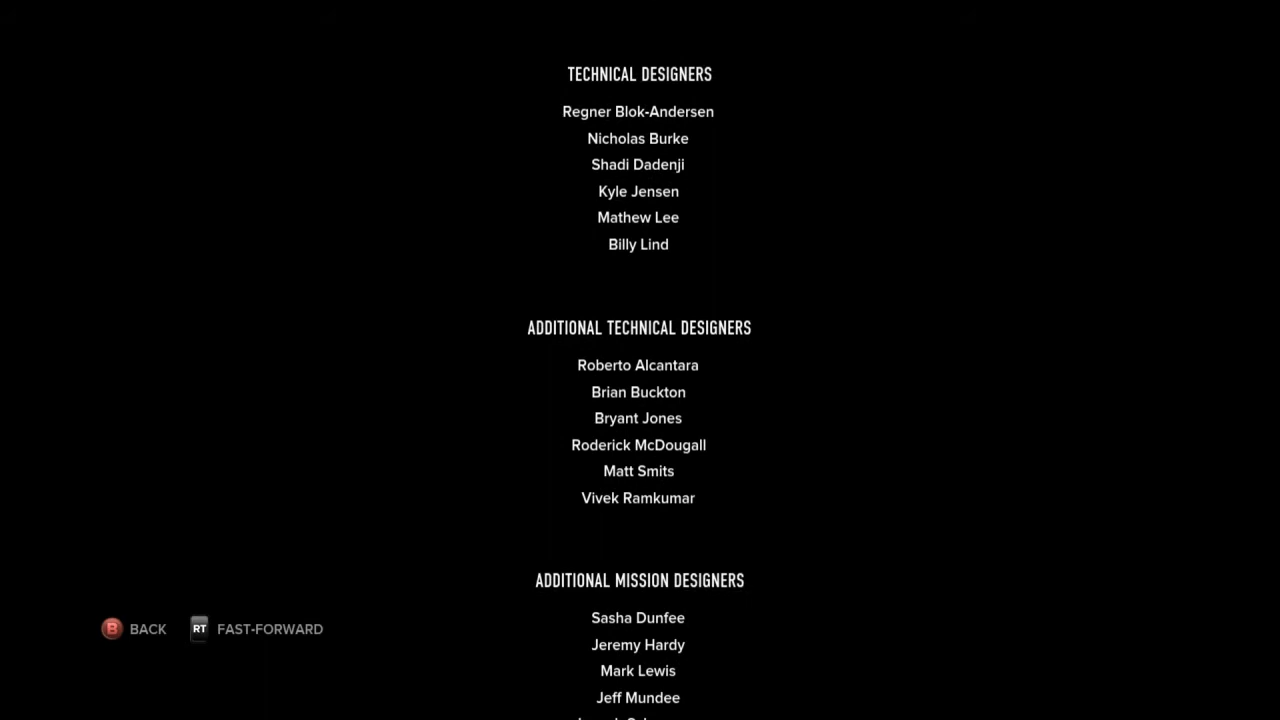 TECHNICAL DESIGNERS
Regner Blok-Andersen
Nicholas Burke
Shadi Dadenji
Kyle Jensen
Mathew Lee
Billy Lind
ADDITIONAL TECHNICAL DESIGNERS
Roberto Alcantara
Brian Buckton
Bryant Jones
Roderick McDougall
Matt Smits
Vivek Ramkumar
ADDITIONAL MISSION DESIGNERS
Sasha Dunfee
B BACK RT FAST-FORWARD
Jeremy Hardy
Mark Lewis
Jeff Mundee